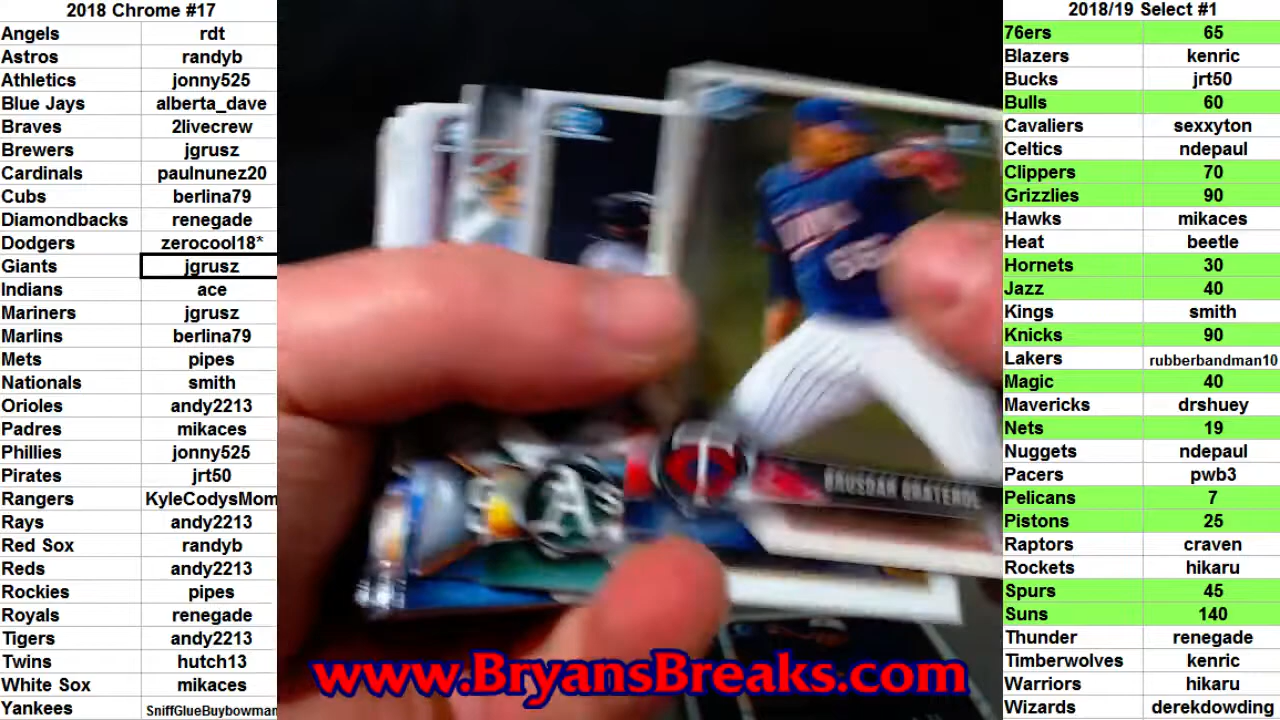 2018 Chrome #17
Angels rdt
Astros randyb
Athletics jonny525
Blue Jays alberta_dave
Braves 2livecrew
Brewers jgrusz
Cardinals paulnunez20
Cubs berlina79
Diamondbacks renegade
Dodgers zerocool18*
Giants jgrusz
Indians ace
Mariners jgrusz
Marlins berlina79
Mets pipes
Nationals smith
Orioles andy2213
Padres mikaces
Phillies jonny525
Pirates jrt50
Rangers KyleCodysMom
Rays andy2213
Red Sox randyb
Reds andy2213
Rockies pipes
Royals renegade
Tigers andy2213
Twins hutch13
White Sox mikaces
Yankees SniffGlueBuybowman
A's
T
BRUSDAR GRATEROL
www.BryansBreaks.com
2018/19 Select #1
76ers 65
Blazers kenric
Bucks jrt50
Bulls 60
Cavaliers sexxyton
Celtics ndepaul
Clippers 70
Grizzlies 90
Hawks mikaces
Heat beetle
Hornets 30
Jazz 40
Kings smith
Knicks 90
Lakers rubberbandman10
Magic 40
Mavericks drshuey
Nets 19
Nuggets ndepaul
Pacers pwb3
Pelicans 7
Pistons 25
Raptors craven
Rockets hikaru
Spurs 45
Suns 140
Thunder renegade
Timberwolves kenric
Warriors hikaru
Wizards derekdowding